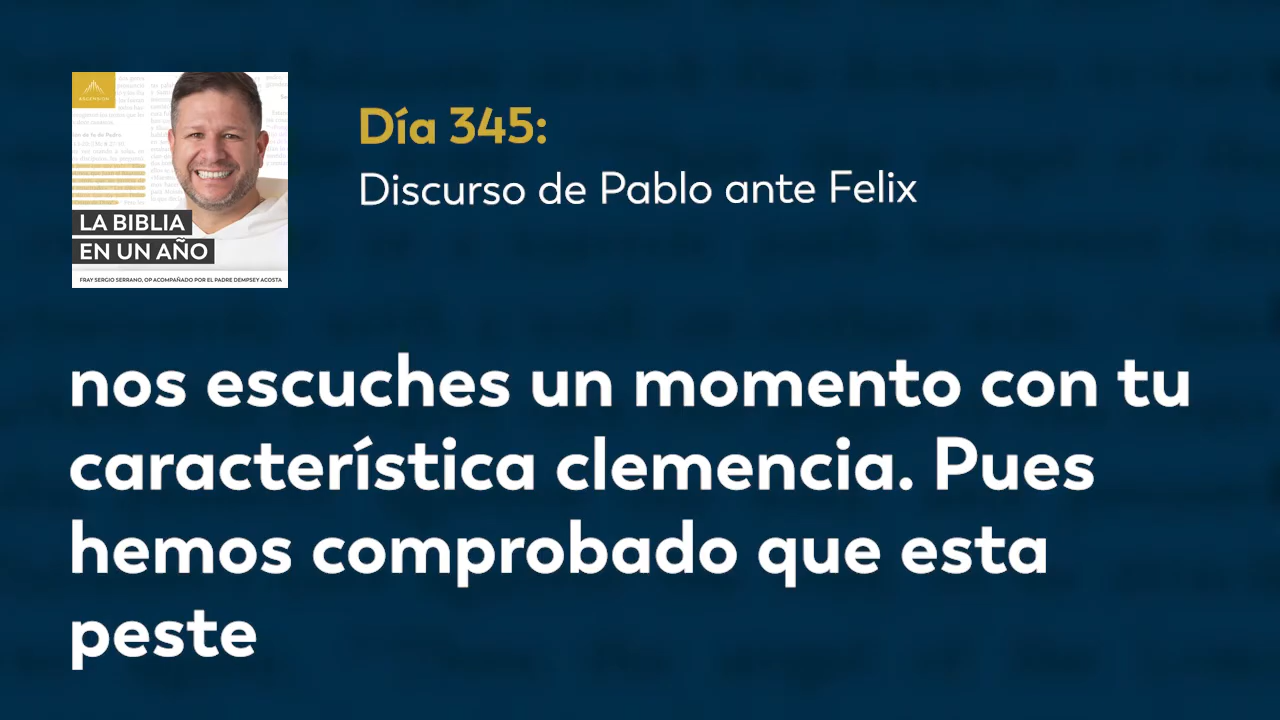 ASCENSION
LA BIBLIA
EN UN AÑO
FRAY SERGIO SERRANO, OP ACOMPAÑADO POR EL PADRE DEMPSEY ACOSTA
Día 345:
Discurso de Pablo ante Felix
nos escuches un momento con tu
característica clemencia. Pues
hemos comprobado que esta
peste